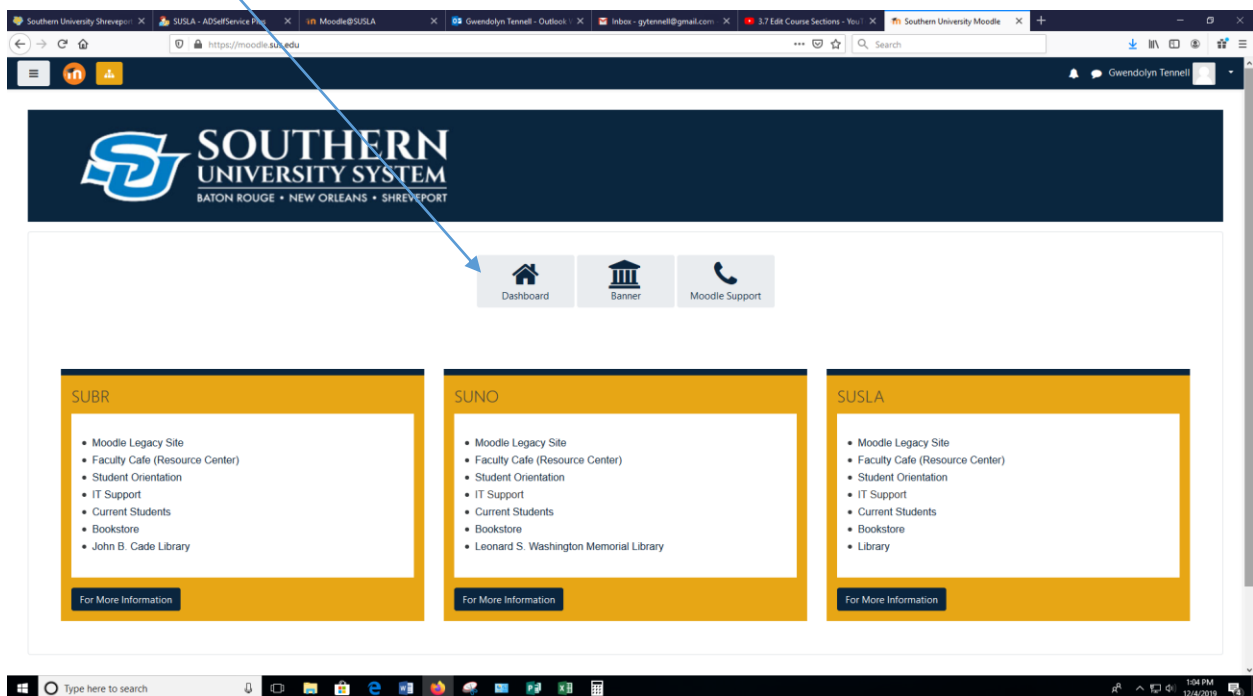 Southern University Shrevepor
SUSLA - ADSelfService Plus
Moodle@SUSLA
Gwendolyn Tennell - Outlook
Inbox - gytennell@gmail.com
3.7 Edit Course Sections - You
Southern University Moodle
https://moodle.sus.edu
Search
Gwendolyn Tennell
SOUTHERN
UNIVERSITY SYSTEM
BATON ROUGE • NEW ORLEANS • SHREVEPORT
Dashboard
Banner
Moodle Support
SUBR
• Moodle Legacy Site
• Faculty Cafe (Resource Center)
• Student Orientation
• IT Support
• Current Students
• Bookstore
• John B. Cade Library
For More Information
SUNO
• Moodle Legacy Site
• Faculty Cafe (Resource Center)
• Student Orientation
• IT Support
• Current Students
• Bookstore
• Leonard S. Washington Memorial Library
For More Information
SUSLA
• Moodle Legacy Site
• Faculty Cafe (Resource Center)
• Student Orientation
• IT Support
• Current Students
• Bookstore
• Library
For More Information
Type here to search
1:04 PM
12/4/2019